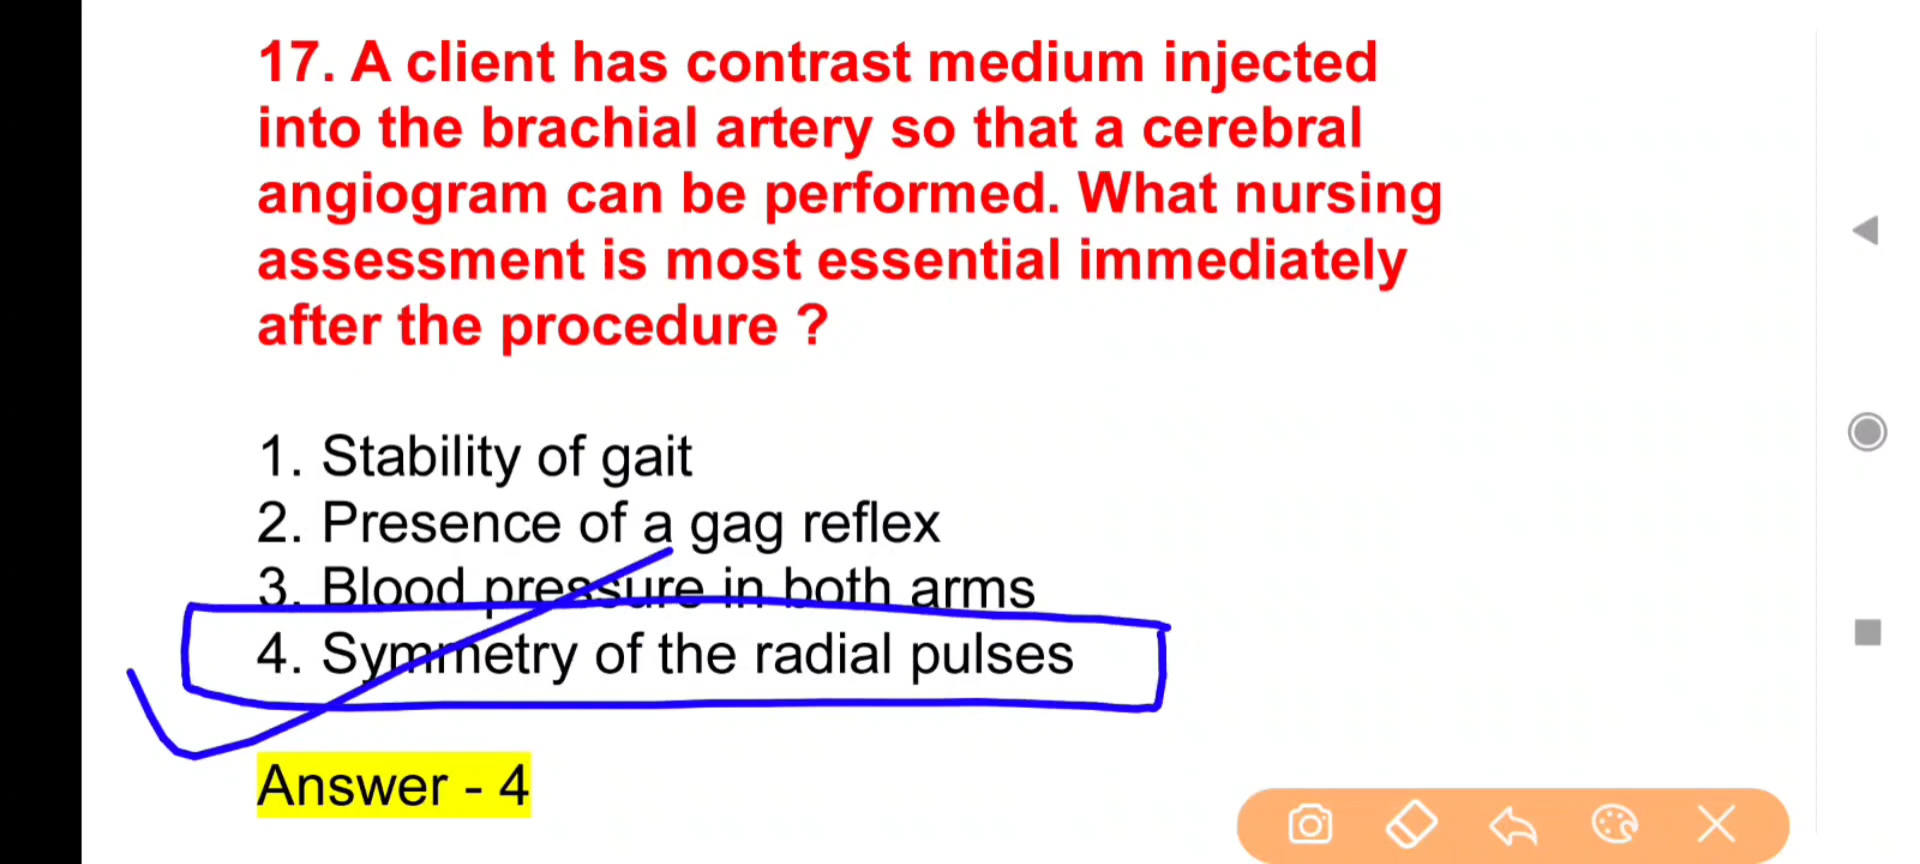 17. A client has contrast medium injected
into the brachial artery so that a cerebral
angiogram can be performed. What nursing
assessment is most essential immediately
after the procedure ?
1. Stability of gait
2. Presence of a gag reflex
3. Blood pressure in both arms
4. Symmetry of the radial pulses
Answer - 4